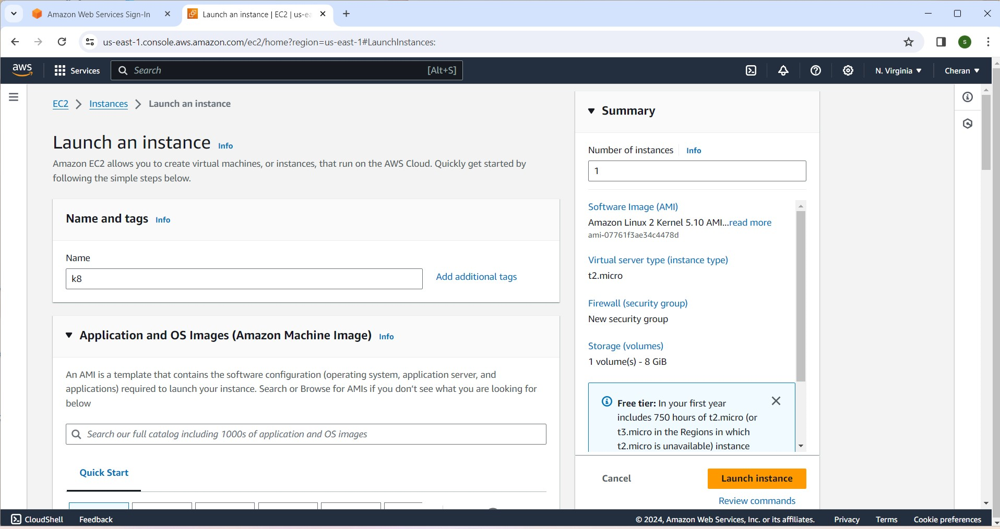 Amazon Web Services Sign-In
Launch an instance | EC2 | us-ea
us-east-1.console.aws.amazon.com/ec2/home?region=us-east-1#LaunchInstances:
s
aws
Services
Search
[Alt+S]
N. Virginia
Cheran
EC2 > Instances > Launch an instance
Launch an instance Info
Amazon EC2 allows you to create virtual machines, or instances, that run on the AWS Cloud. Quickly get started by
following the simple steps below.
Name and tags Info
Name
k8
Add additional tags
Application and OS Images (Amazon Machine Image) Info
An AMI is a template that contains the software configuration (operating system, application server, and
applications) required to launch your instance. Search or Browse for AMIs if you don’t see what you are looking for
below
Search our full catalog including 1000s of application and OS images
Quick Start
Summary
Number of instances Info
1
Software Image (AMI)
Amazon Linux 2 Kernel 5.10 AMI...read more
ami-07761f3ae34c4478d
Virtual server type (instance type)
t2.micro
Firewall (security group)
New security group
Storage (volumes)
1 volume(s) - 8 GiB
Free tier: In your first year
includes 750 hours of t2.micro (or
t3.micro in the Regions in which
t2.micro is unavailable) instance
Cancel
Launch instance
Review commands
CloudShell
Feedback
© 2024, Amazon Web Services, Inc. or its affiliates.
Privacy
Terms
Cookie preferences